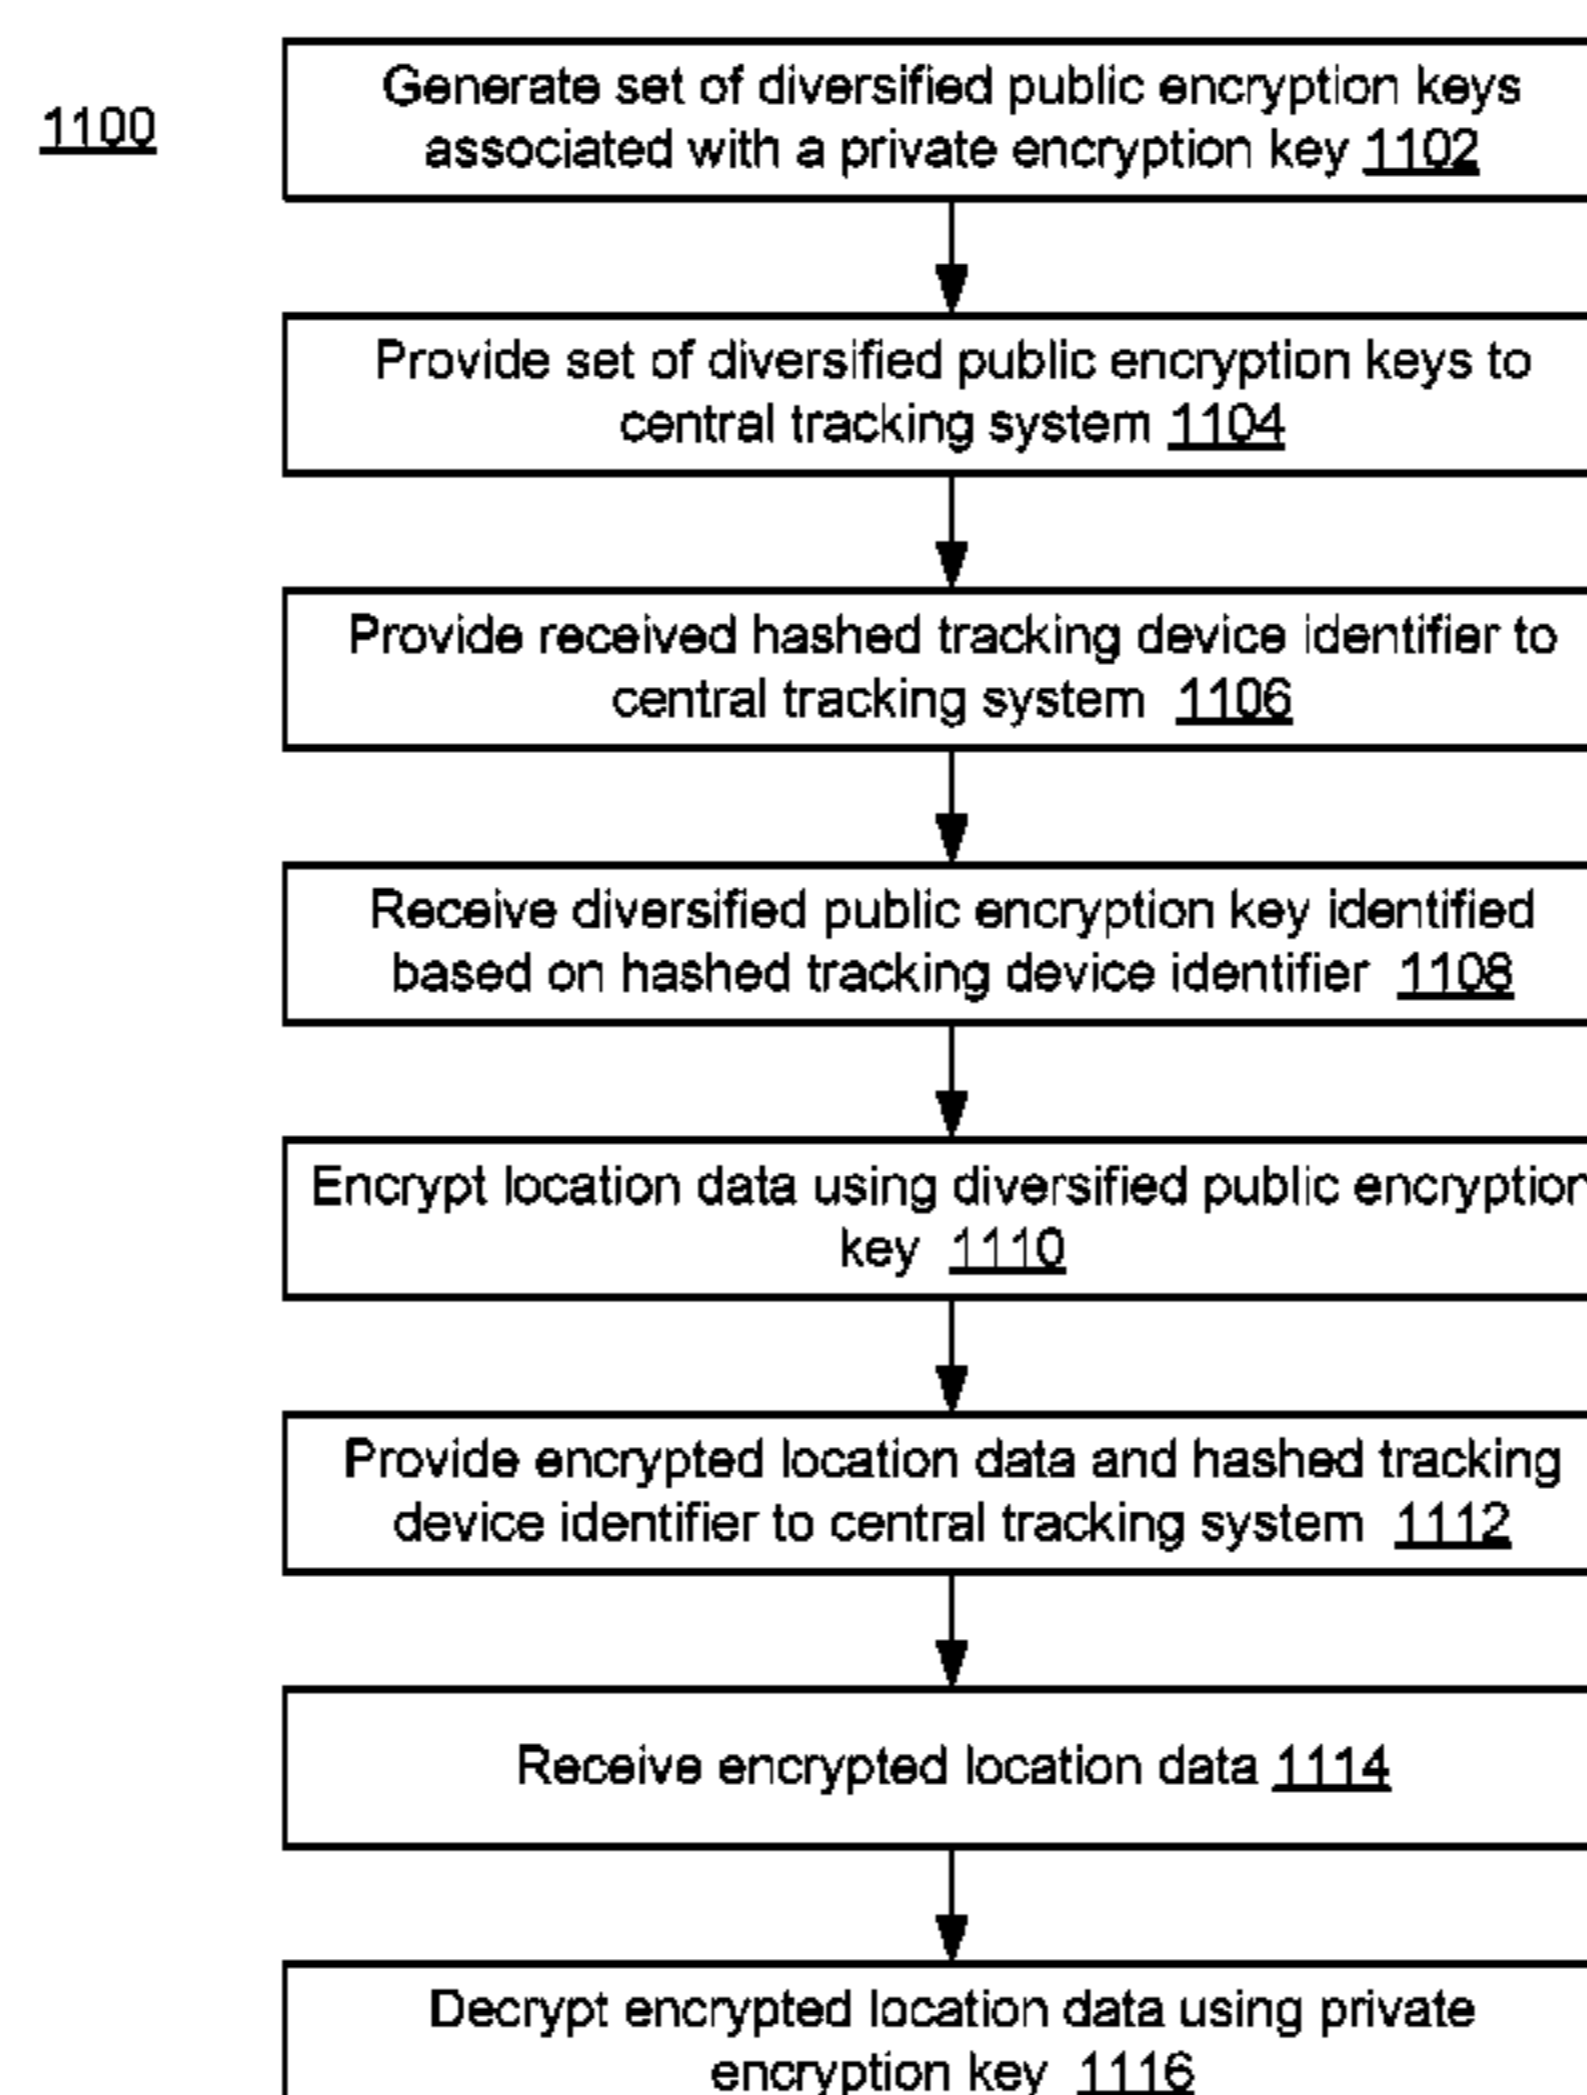 1100
Generate set of diversified public encryption keys
associated with a private encryption key 1102
Provide set of diversified public encryption keys to
central tracking system 1104
Provide received hashed tracking device identifier to
central tracking system 1106
Receive diversified public encryption key identified
based on hashed tracking device identifier 1108
Encrypt location data using diversified public encryption
key 1110
Provide encrypted location data and hashed tracking
device identifier to central tracking system 1112
Receive encrypted location data 1114
Decrypt encrypted location data using private
encryption key 1116